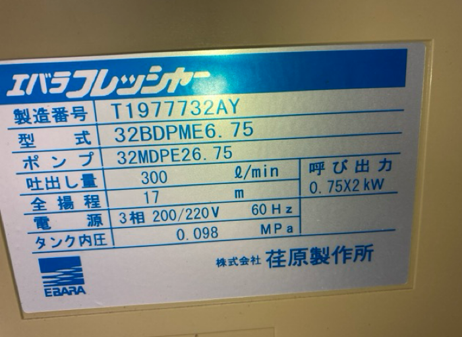 エバラフレッシャー
製造番号 T1977732AY
型式 32BDPME6.75
ポンプ 32MDPE26.75
吐出し量 300 ℓ/min 呼び出力
全揚程 17 m 0.75X2kW
電源 3相 200/220V 60Hz
タンク内圧 0.098 MPa
株式会社 荏原製作所
EBARA